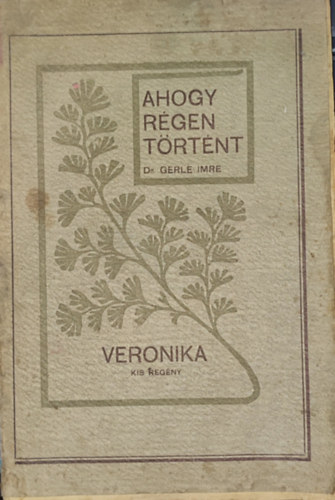 AHOGY
RÉGEN
TÖRTÉNT
Dr GERLE IMRE
VERONIKA
KIS REGÉNY